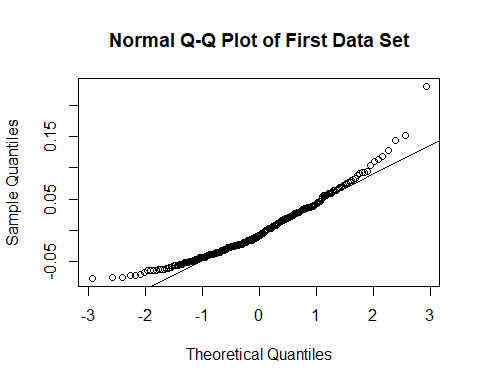 Normal Q-Q Plot of First Data Set
Sample Quantiles
0.15
0.05
-0.05
-3 -2 -1 0 1 2 3
Theoretical Quantiles